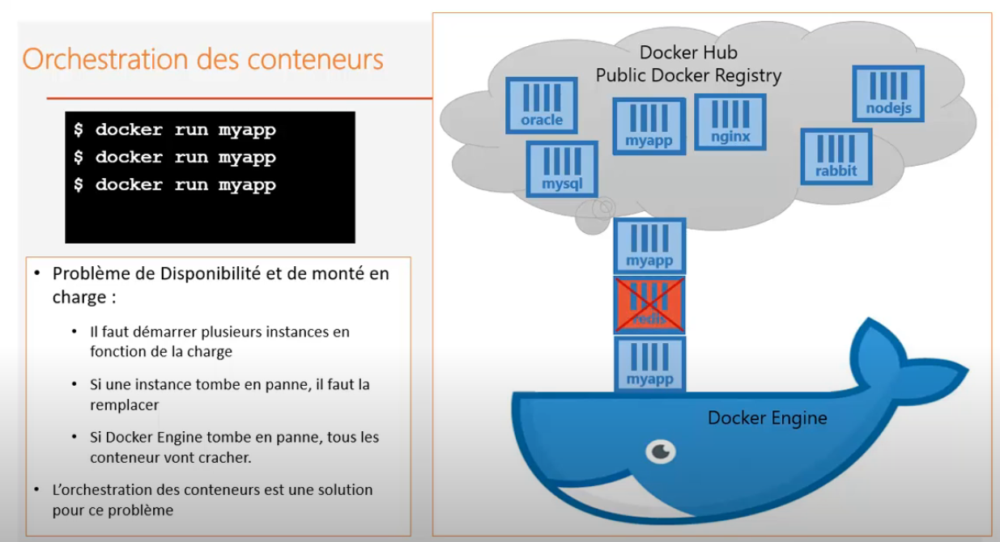 Orchestration des conteneurs
$ docker run myapp
$ docker run myapp
$ docker run myapp
• Problème de Disponibilité et de monté en
charge :
• Il faut démarrer plusieurs instances en
fonction de la charge
• Si une instance tombe en panne, il faut la
remplacer
• Si Docker Engine tombe en panne, tous les
conteneur vont cracher.
• L’orchestration des conteneurs est une solution
pour ce problème
Docker Hub
Public Docker Registry
oracle
myapp
nginx
nodejs
mysql
rabbit
myapp
redis
myapp
Docker Engine